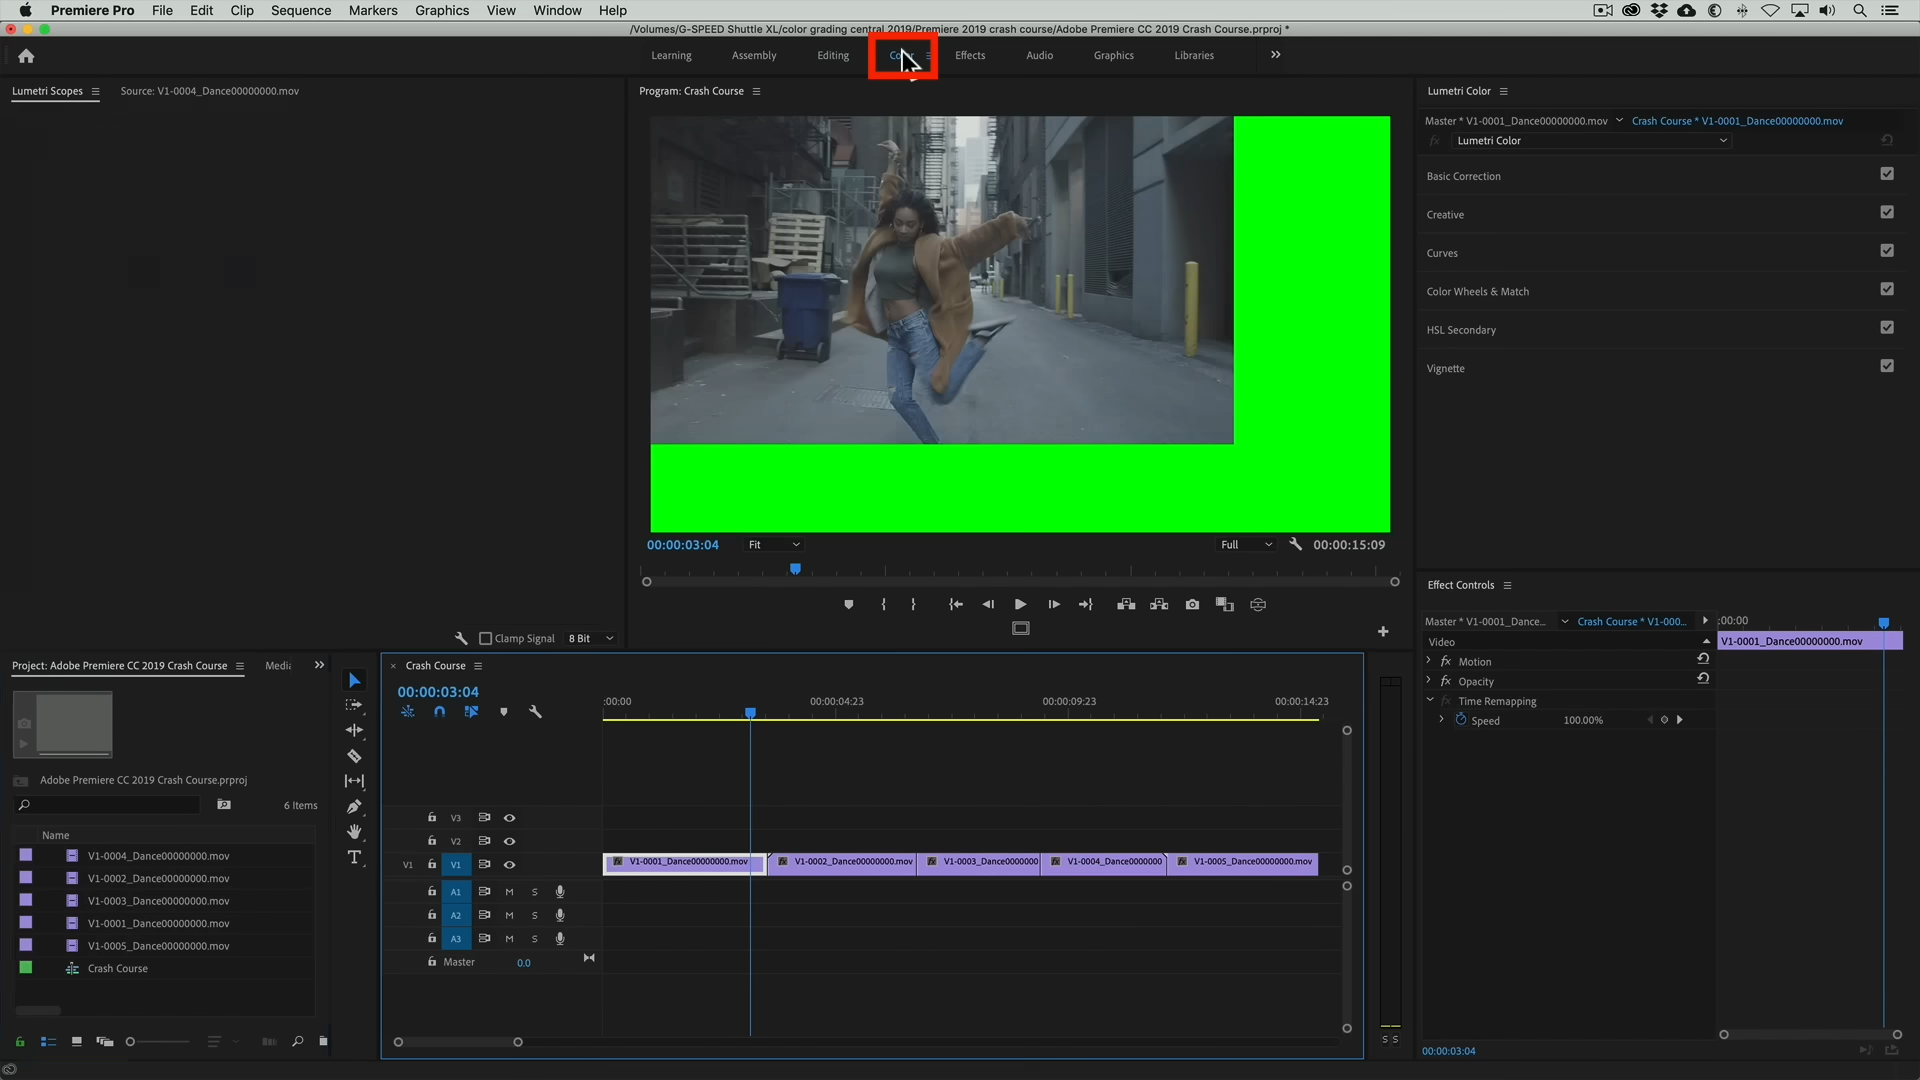 Premiere Pro File Edit Clip Sequence Markers Graphics View Window Help
/Volumes/G-SPEED Shuttle XL/color grading central 2019/Premiere 2019 crash course/Adobe Premiere CC 2019 Crash Course.prproj *
Learning Assembly Editing Effects Audio Graphics Libraries
Lumetri Scopes Source: V1-0004_Dance00000000.mov
Program: Crash Course
Lumetri Color
Master * V1-0001_Dance00000000.mov Crash Course * V1-0001_Dance00000000.mov
fx Lumetri Color
Basic Correction
Creative
Curves
Color Wheels & Match
HSL Secondary
Vignette
00:00:03:04 Fit Full 00:00:15:09
Clamp Signal 8 Bit
Effect Controls
Master * V1-0001_Dance... Crash Course * V1-000... :00:00
Video V1-0001_Dance00000000.mov
fx Motion
fx Opacity
fx Time Remapping
Speed 100.00%
00:00:03:04
Project: Adobe Premiere CC 2019 Crash Course
Adobe Premiere CC 2019 Crash Course.prproj
6 Items
Name
V1-0004_Dance00000000.mov
V1-0002_Dance00000000.mov
V1-0003_Dance00000000.mov
V1-0001_Dance00000000.mov
V1-0005_Dance00000000.mov
Crash Course
× Crash Course
00:00:03:04
:00:00 00:00:04:23 00:00:09:23 00:00:14:23
V3
V2
V1 V1 fx V1-0001_Dance00000000.mov fx V1-0002_Dance00000000.mov fx V1-0003_Dance00000000 fx V1-0004_Dance0000000 fx V1-0005_Dance00000000.mov
A1 M S
A2 M S
A3 M S
Master 0.0
S S